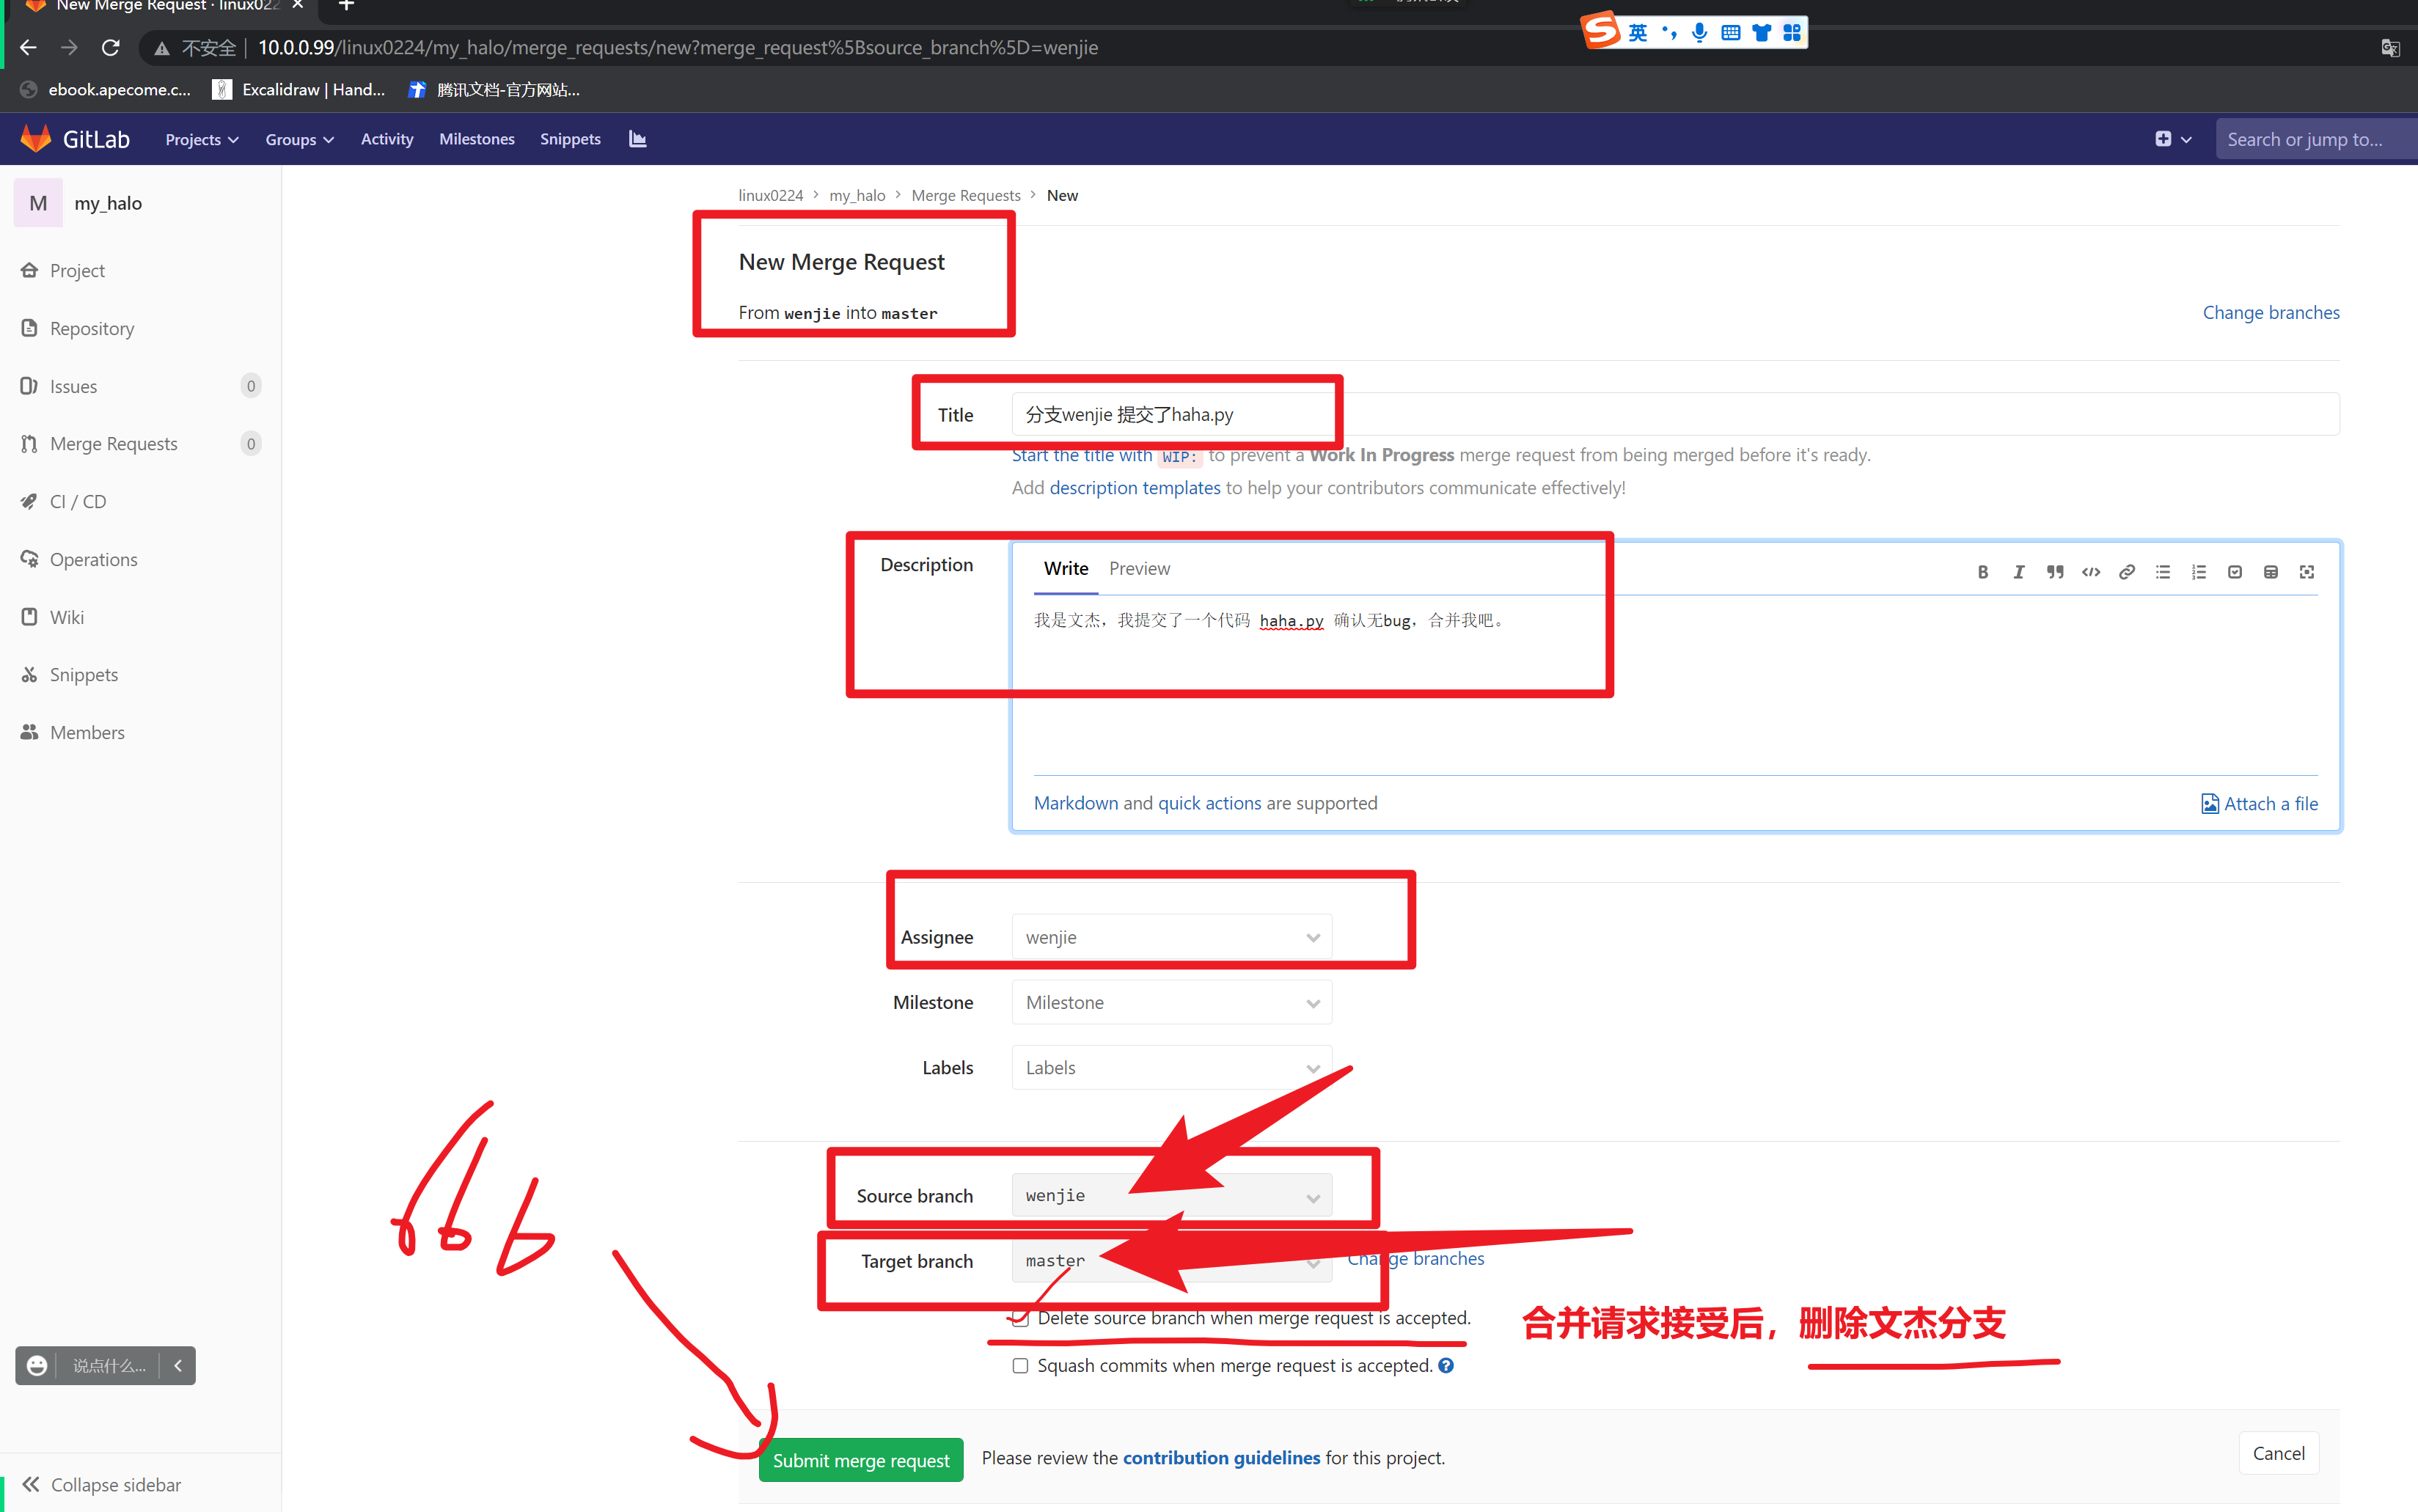 New Merge Request · linux022
不安全 | 10.0.0.99/linux0224/my_halo/merge_requests/new?merge_request%5Bsource_branch%5D=wenjie
英
ebook.apecome.c... Excalidraw | Hand... 腾讯文档-官方网站...
GitLab Projects Groups Activity Milestones Snippets Search or jump to...
M my_halo
Project
Repository
Issues 0
Merge Requests 0
CI / CD
Operations
Wiki
Snippets
Members
说点什么...
Collapse sidebar
linux0224 > my_halo > Merge Requests > New
New Merge Request
From wenjie into master Change branches
Title 分支wenjie 提交了haha.py
Start the title with WIP: to prevent a Work In Progress merge request from being merged before it's ready.
Add description templates to help your contributors communicate effectively!
Description Write Preview
我是文杰，我提交了一个代码 haha.py 确认无bug，合并我吧。
Markdown and quick actions are supported Attach a file
Assignee wenjie
Milestone Milestone
Labels Labels
Source branch wenjie
Target branch master Change branches
Delete source branch when merge request is accepted.
合并请求接受后，删除文杰分支
Squash commits when merge request is accepted.
666
Submit merge request Please review the contribution guidelines for this project. Cancel